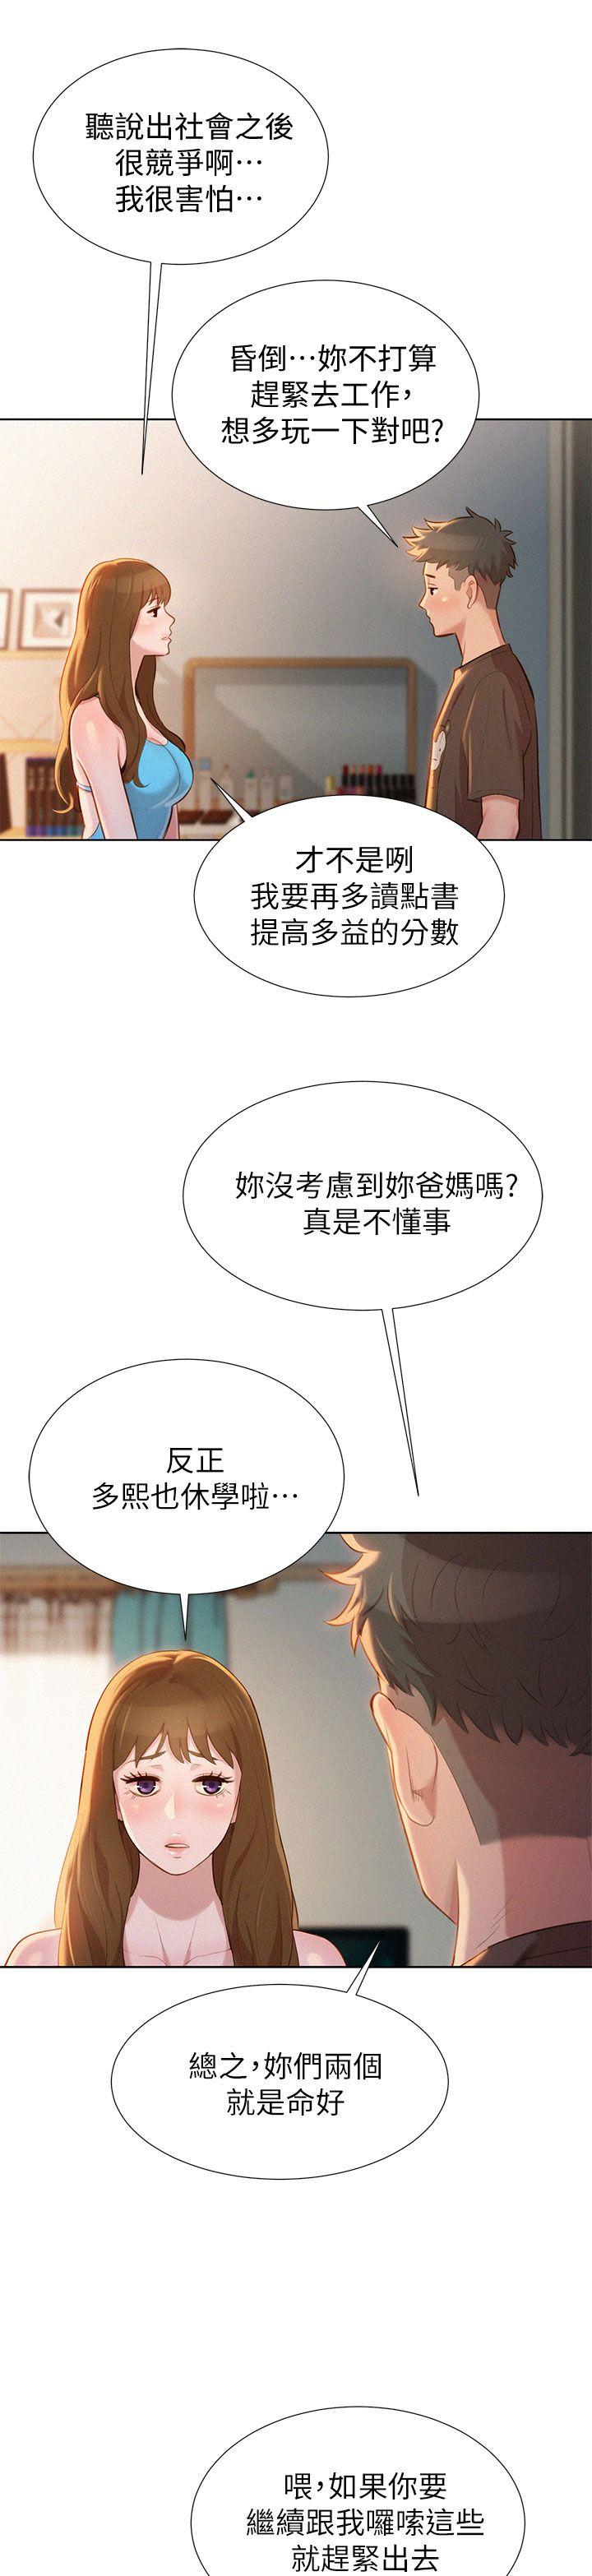 聽說出社會之後
很競爭啊…
我很害怕…
昏倒…妳不打算
趕緊去工作,
想多玩一下對吧?
才不是咧
我要再多讀點書
提高多益的分數
妳沒考慮到妳爸媽嗎?
真是不懂事
反正
多熙也休學啦…
總之,妳們兩個
就是命好
喂,如果你要
繼續跟我囉嗦這些
就趕緊出去